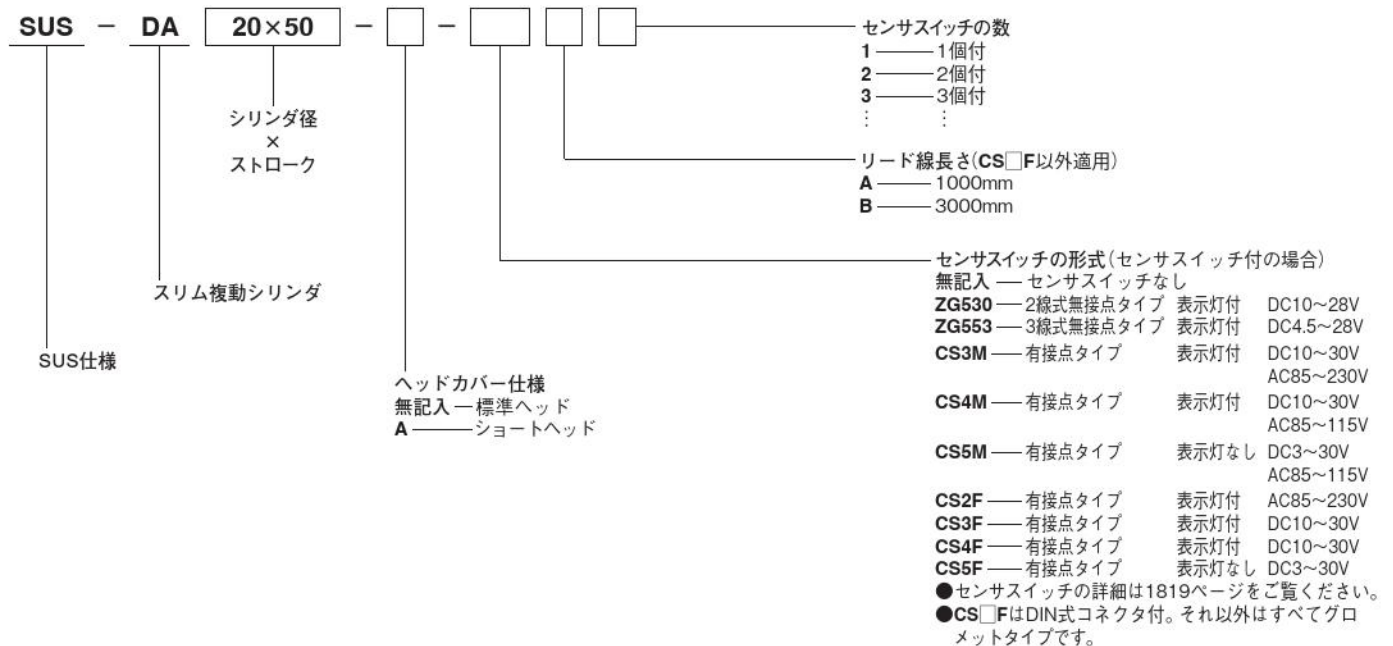 SUS － DA 20×50 － □ － □ □ □
センサスイッチの数
1 ―― 1個付
2 ―― 2個付
3 ―― 3個付
⋮ ⋮
シリンダ径
×
ストローク
リード線長さ(CS□F以外適用)
A ―― 1000mm
B ―― 3000mm
スリム複動シリンダ
SUS仕様
ヘッドカバー仕様
無記入 ― 標準ヘッド
A ―― ショートヘッド
センサスイッチの形式(センサスイッチ付の場合)
無記入 ― センサスイッチなし
ZG530 ― 2線式無接点タイプ 表示灯付 DC10～28V
ZG553 ― 3線式無接点タイプ 表示灯付 DC4.5～28V
CS3M ― 有接点タイプ 表示灯付 DC10～30V
AC85～230V
CS4M ― 有接点タイプ 表示灯付 DC10～30V
AC85～115V
CS5M ― 有接点タイプ 表示灯なし DC3～30V
AC85～115V
CS2F ― 有接点タイプ 表示灯付 AC85～230V
CS3F ― 有接点タイプ 表示灯付 DC10～30V
CS4F ― 有接点タイプ 表示灯付 DC10～30V
CS5F ― 有接点タイプ 表示灯なし DC3～30V
●センサスイッチの詳細は1819ページをご覧ください。
●CS□FはDIN式コネクタ付。それ以外はすべてグロ
メットタイプです。